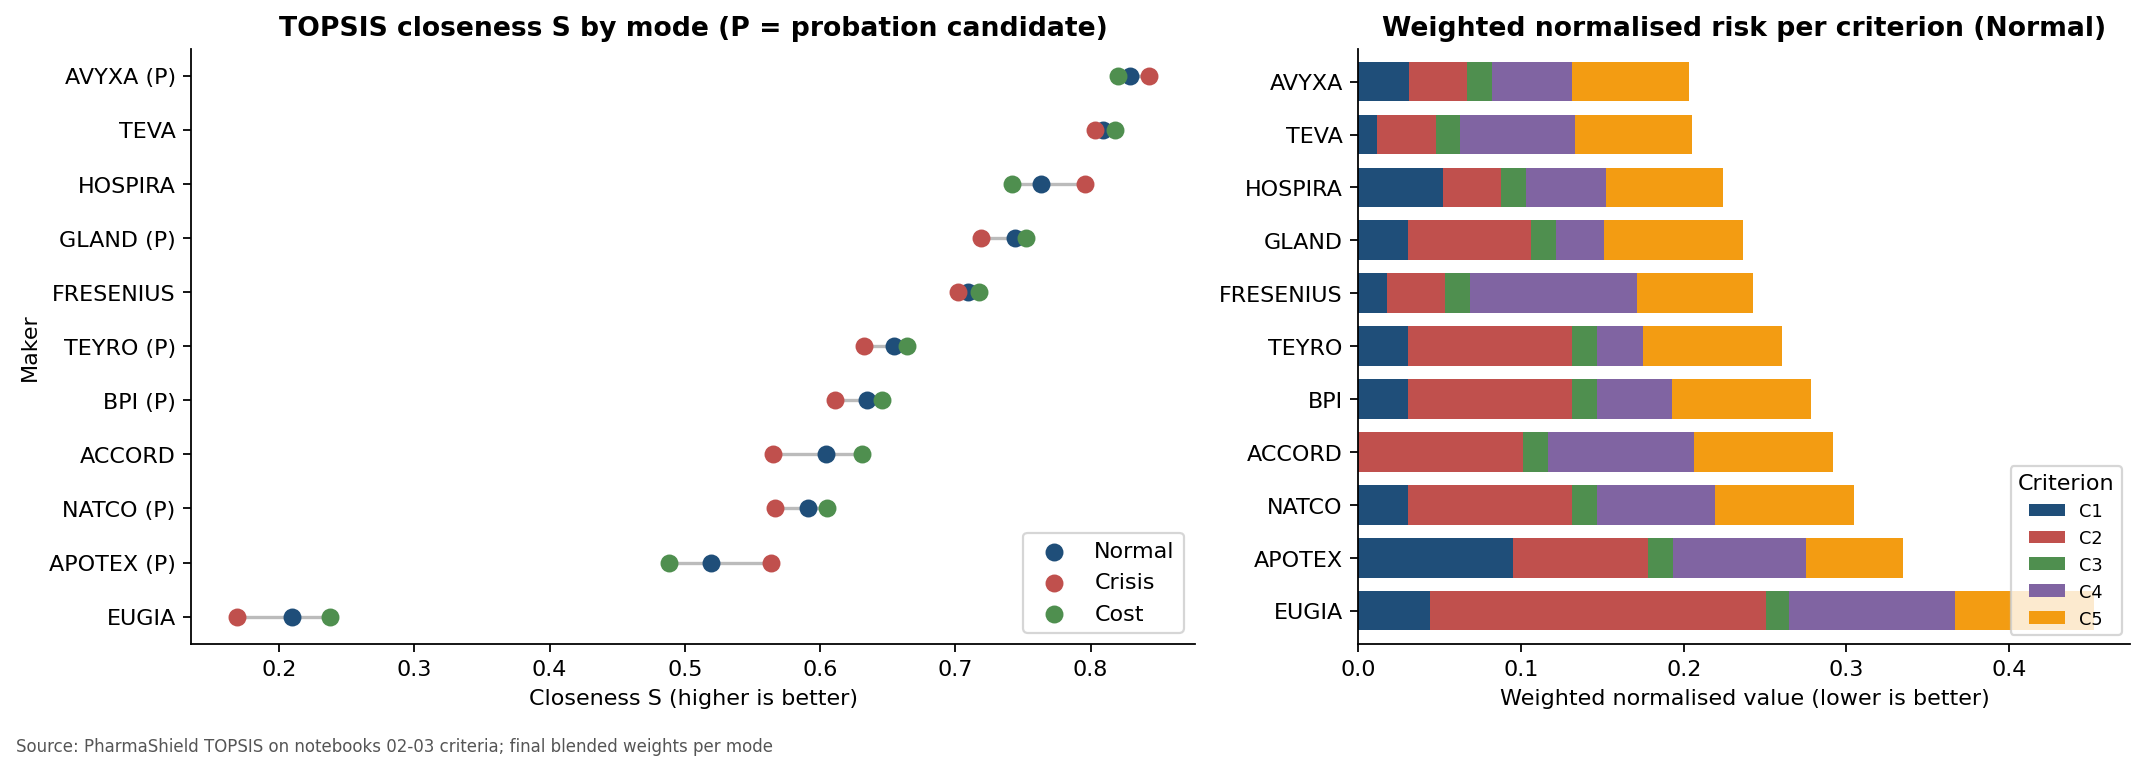 TOPSIS closeness S by mode (P = probation candidate)
Maker
AVYXA (P)
TEVA
HOSPIRA
GLAND (P)
FRESENIUS
TEYRO (P)
BPI (P)
ACCORD
NATCO (P)
APOTEX (P)
EUGIA
Normal
Crisis
Cost
0.2 0.3 0.4 0.5 0.6 0.7 0.8
Closeness S (higher is better)
Weighted normalised risk per criterion (Normal)
AVYXA
TEVA
HOSPIRA
GLAND
FRESENIUS
TEYRO
BPI
ACCORD
NATCO
APOTEX
EUGIA
Criterion
C1
C2
C3
C4
C5
0.0 0.1 0.2 0.3 0.4
Weighted normalised value (lower is better)
Source: PharmaShield TOPSIS on notebooks 02-03 criteria; final blended weights per mode